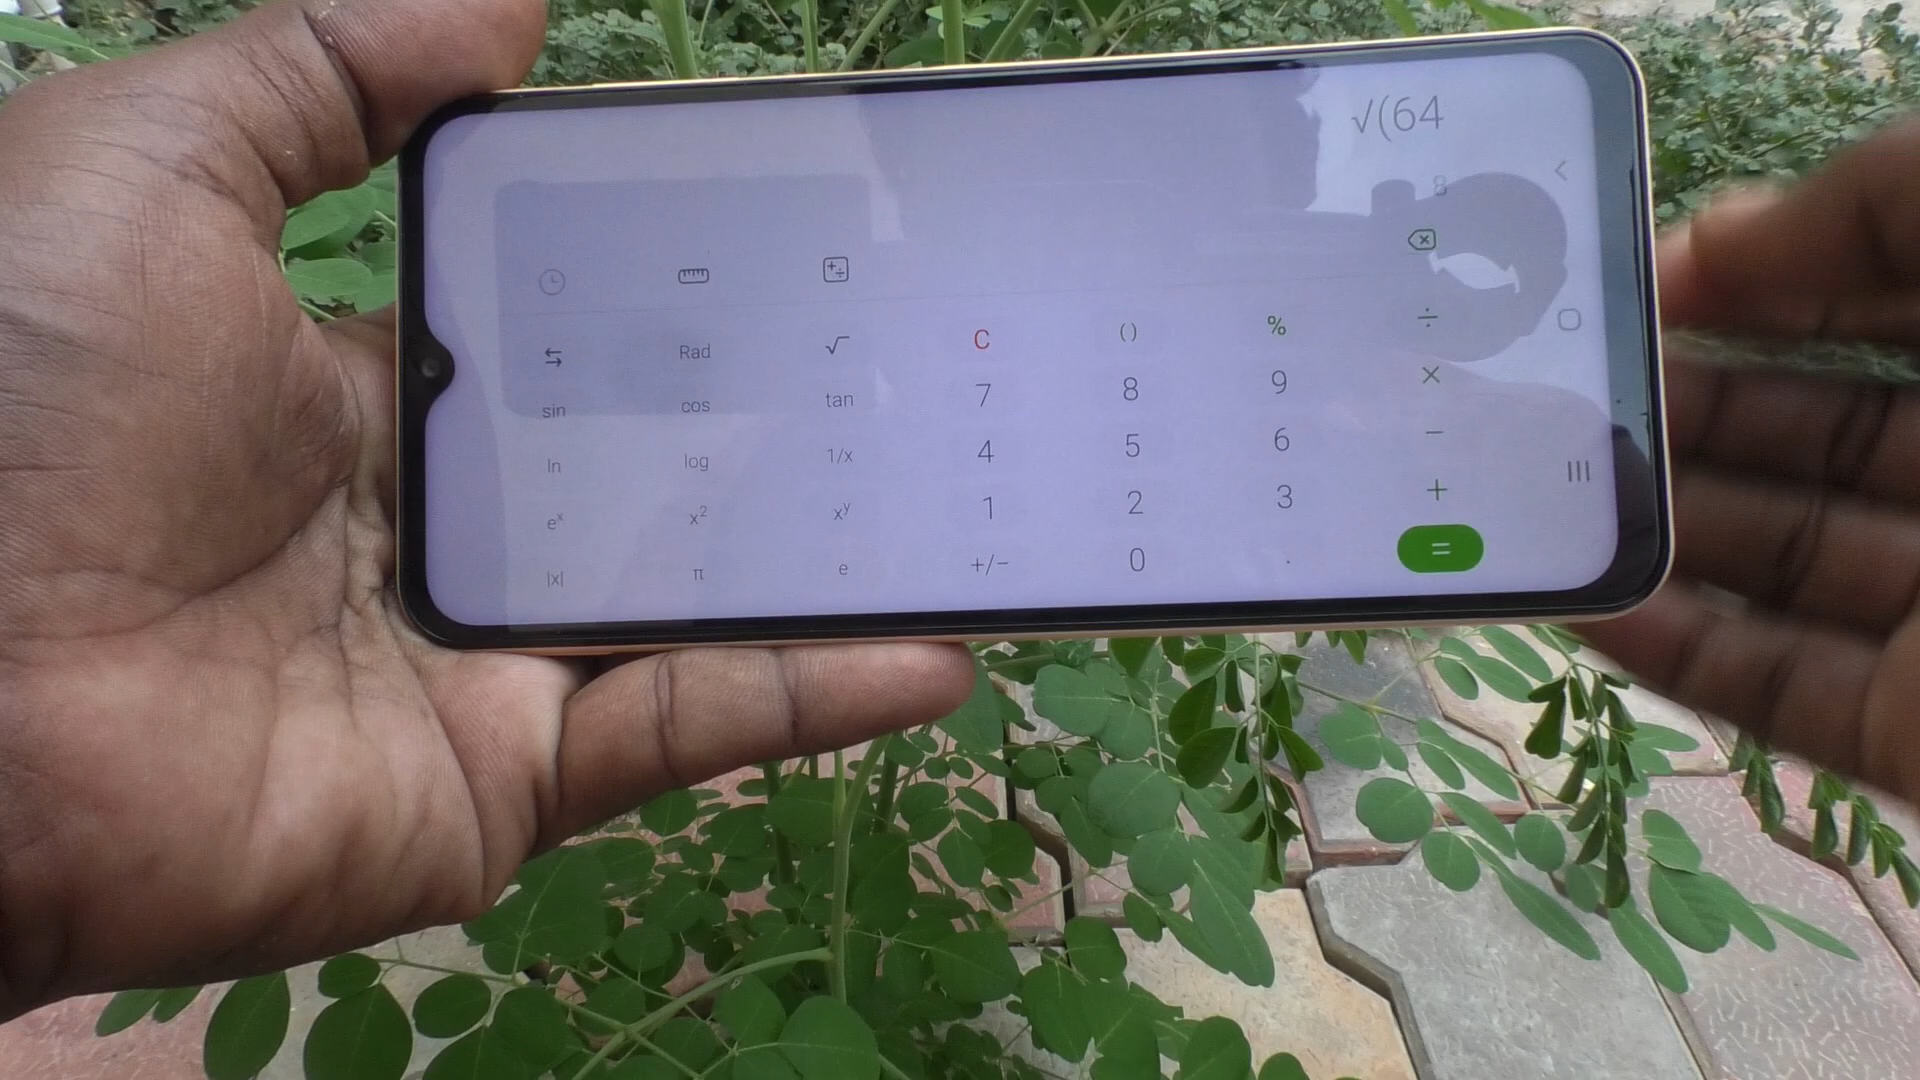 √(64
8
Rad √ C () % ÷
sin cos tan 7 8 9 ×
ln log 1/x 4 5 6 −
eˣ x² xʸ 1 2 3 +
|x| π e +/− 0 . =